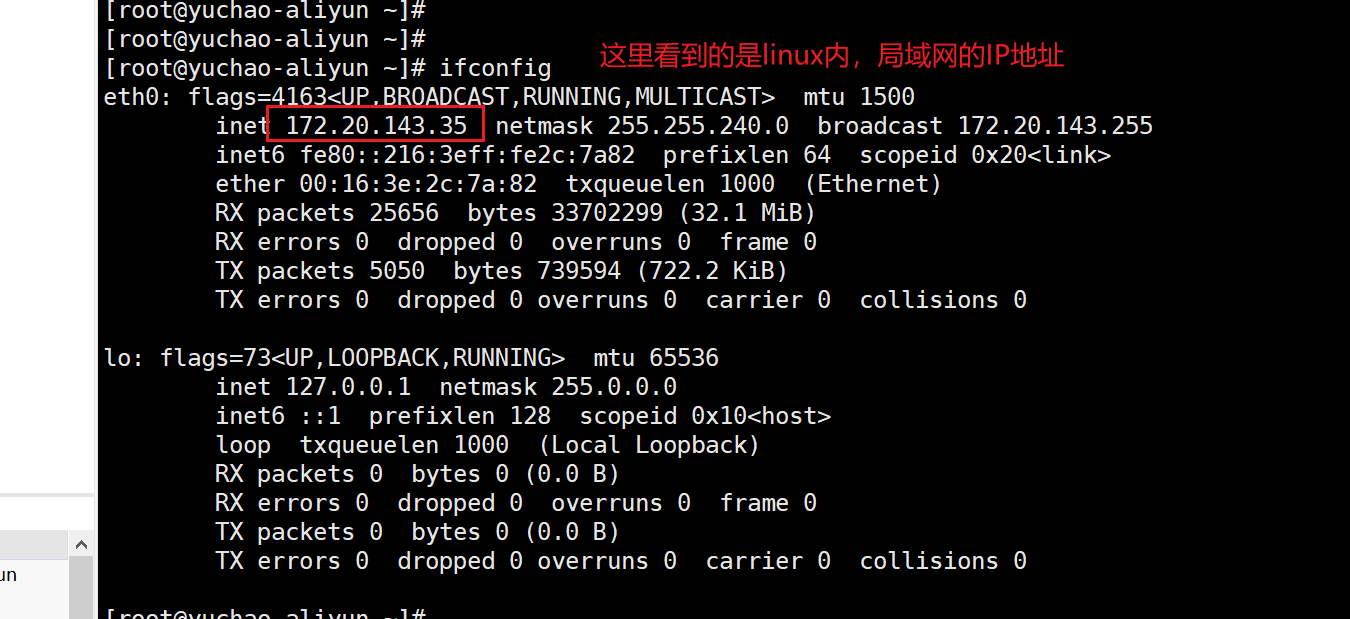 [root@yuchao-aliyun ~]#
[root@yuchao-aliyun ~]#
[root@yuchao-aliyun ~]# ifconfig
这里看到的是linux内，局域网的IP地址
eth0: flags=4163<UP,BROADCAST,RUNNING,MULTICAST>  mtu 1500
        inet 172.20.143.35  netmask 255.255.240.0  broadcast 172.20.143.255
        inet6 fe80::216:3eff:fe2c:7a82  prefixlen 64  scopeid 0x20<link>
        ether 00:16:3e:2c:7a:82  txqueuelen 1000  (Ethernet)
        RX packets 25656  bytes 33702299 (32.1 MiB)
        RX errors 0  dropped 0  overruns 0  frame 0
        TX packets 5050  bytes 739594 (722.2 KiB)
        TX errors 0  dropped 0 overruns 0  carrier 0  collisions 0
lo: flags=73<UP,LOOPBACK,RUNNING>  mtu 65536
        inet 127.0.0.1  netmask 255.0.0.0
        inet6 ::1  prefixlen 128  scopeid 0x10<host>
        loop  txqueuelen 1000  (Local Loopback)
        RX packets 0  bytes 0 (0.0 B)
        RX errors 0  dropped 0  overruns 0  frame 0
        TX packets 0  bytes 0 (0.0 B)
        TX errors 0  dropped 0 overruns 0  carrier 0  collisions 0
un
[root@yuchao-aliyun ~]#